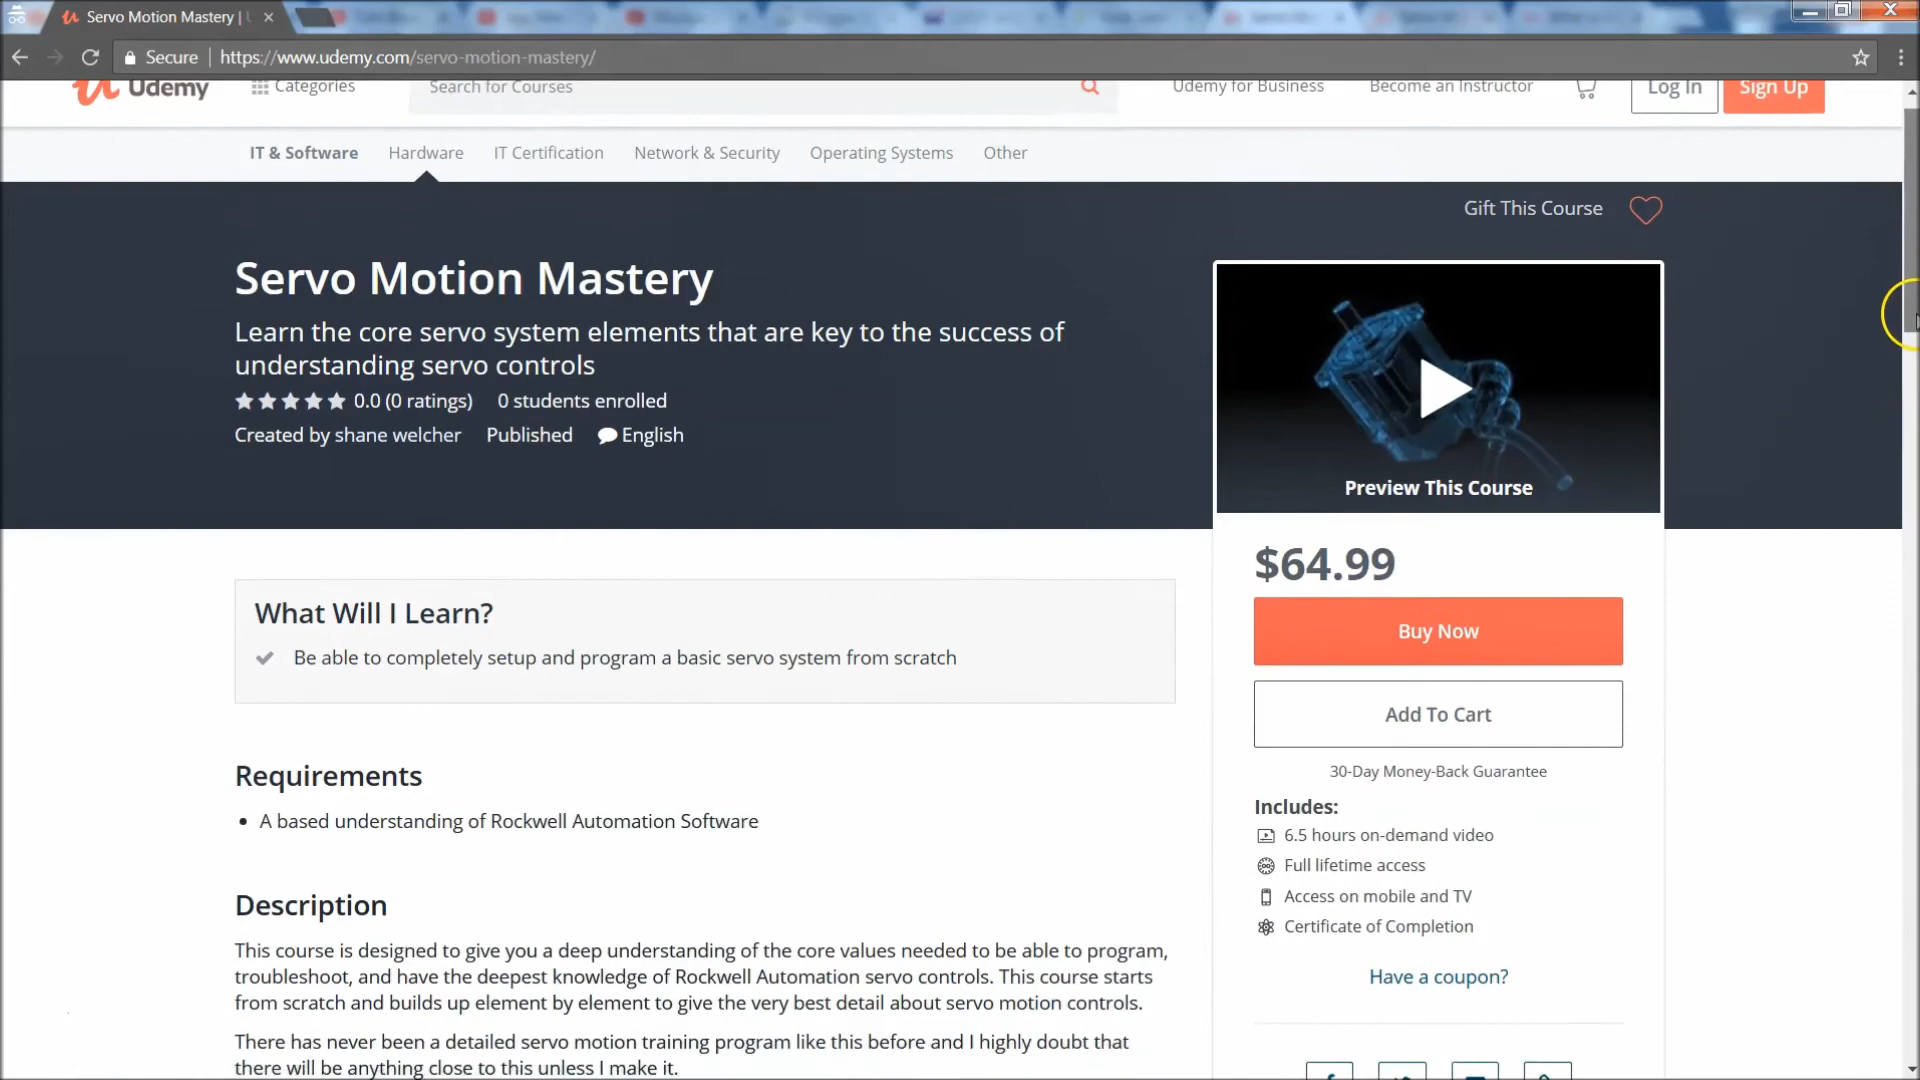 Servo Motion Mastery |
Secure | https://www.udemy.com/servo-motion-mastery/
Udemy Categories Search for Courses Udemy for Business Become an Instructor Log In Sign Up
IT & Software Hardware IT Certification Network & Security Operating Systems Other
Gift This Course
Servo Motion Mastery
Learn the core servo system elements that are key to the success of
understanding servo controls
0.0 (0 ratings) 0 students enrolled
Created by shane welcher Published English
Preview This Course
$64.99
Buy Now
Add To Cart
30-Day Money-Back Guarantee
Includes:
6.5 hours on-demand video
Full lifetime access
Access on mobile and TV
Certificate of Completion
Have a coupon?
What Will I Learn?
Be able to completely setup and program a basic servo system from scratch
Requirements
A based understanding of Rockwell Automation Software
Description
This course is designed to give you a deep understanding of the core values needed to be able to program,
troubleshoot, and have the deepest knowledge of Rockwell Automation servo controls. This course starts
from scratch and builds up element by element to give the very best detail about servo motion controls.
There has never been a detailed servo motion training program like this before and I highly doubt that
there will be anything close to this unless I make it.